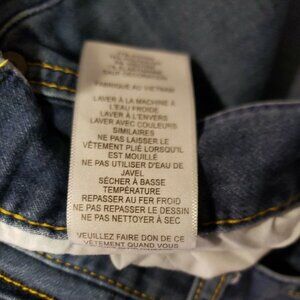 FABRIQUÉ AU VIETNAM
LAVER À LA MACHINE À
L'EAU FROIDE
LAVER À L'ENVERS
LAVER AVEC COULEURS
SIMILAIRES
NE PAS LAISSER LE
VÊTEMENT PLIÉ LORSQU'IL
EST MOUILLÉ
NE PAS UTILISER D'EAU DE
JAVEL
SÉCHER À BASSE
TEMPÉRATURE
REPASSER AU FER FROID
NE PAS REPASSER LE DESSIN
NE PAS NETTOYER À SEC
VEUILLEZ FAIRE DON DE CE
VÊTEMENT QUAND VOUS